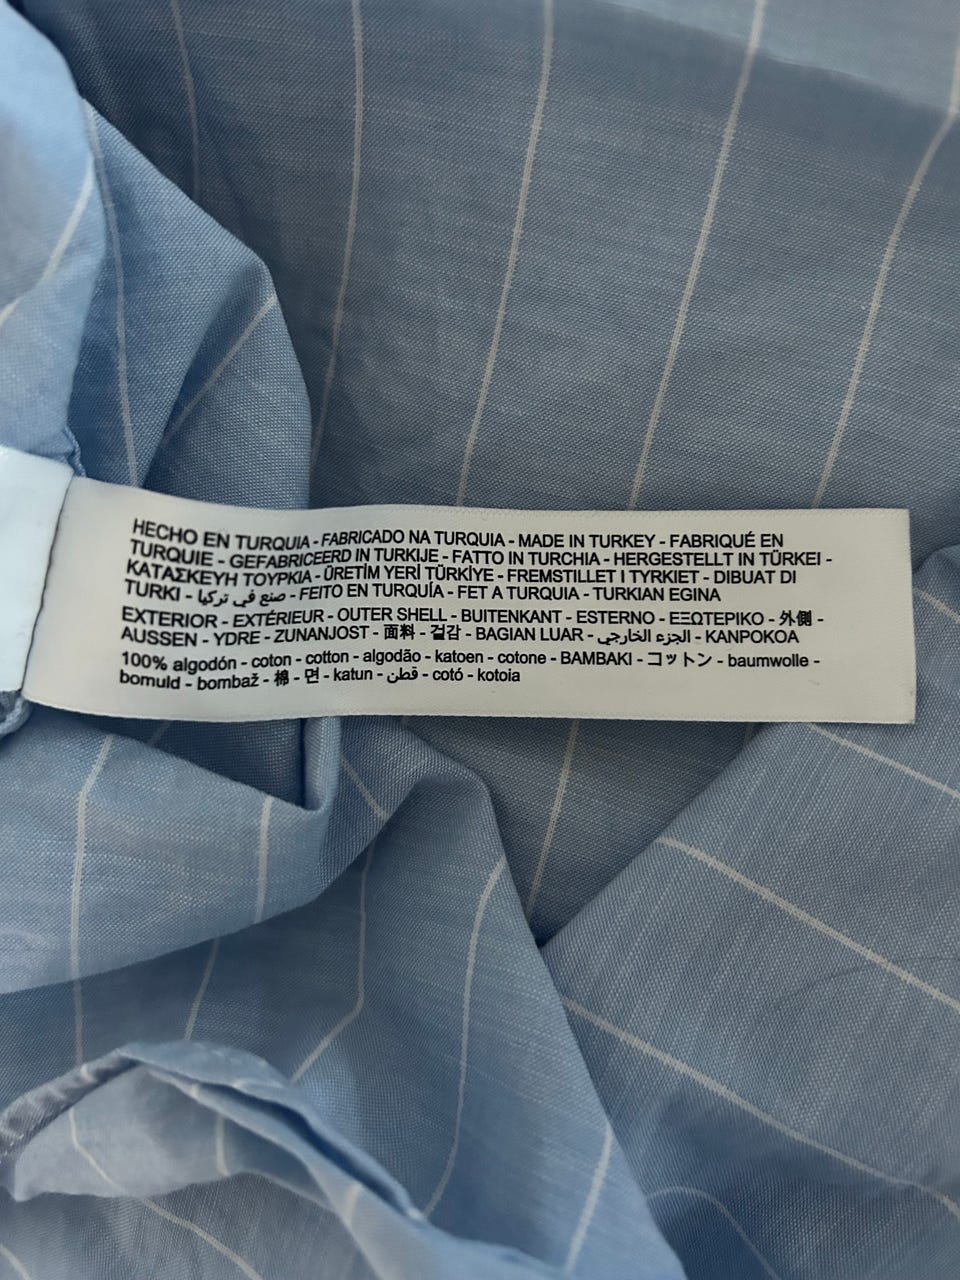 HECHO EN TURQUIA - FABRICADO NA TURQUIA - MADE IN TURKEY - FABRIQUÉ EN
TURQUIE - GEFABRICEERD IN TURKIJE - FATTO IN TURCHIA - HERGESTELLT IN TÜRKEI -
ΚΑΤΑΣΚΕΥΗ ΤΟΥΡΚΙΑ - ÜRETİM YERİ TÜRKİYE - FREMSTILLET I TYRKIET - DIBUAT DI
TURKI - صنع في تركيا - FEITO EN TURQUÍA - FET A TURQUIA - TURKIAN EGINA
EXTERIOR - EXTÉRIEUR - OUTER SHELL - BUITENKANT - ESTERNO - ΕΞΩΤΕΡΙΚΟ - 外側 -
AUSSEN - YDRE - ZUNANJOST - 面料 - 겉감 - BAGIAN LUAR - الجزء الخارجي - KANPOKOA
100% algodón - coton - cotton - algodão - katoen - cotone - ΒΑΜΒΑΚΙ - コットン - baumwolle -
bomuld - bombaž - 棉 - 면 - katun - قطن - cotó - kotoia